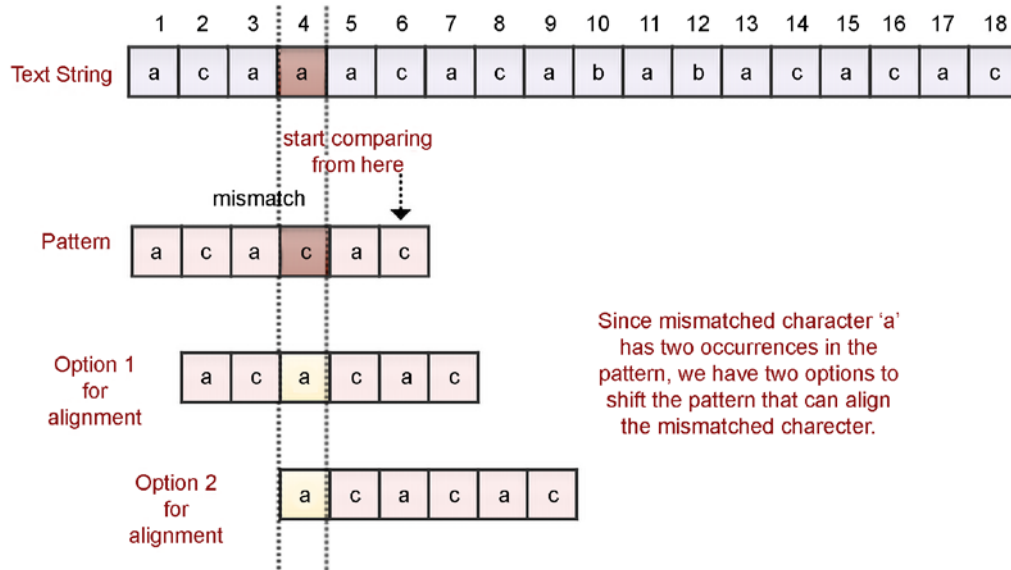 1 2 3 4 5 6 7 8 9 10 11 12 13 14 15 16 17 18
Text String a c a a a c a c a b a b a c a c a c
start comparing
from here
mismatch
Pattern a c a c a c
Option 1
for
alignment
a c a c a c
Since mismatched character ‘a’
has two occurrences in the
pattern, we have two options to
shift the pattern that can align
the mismatched charecter.
Option 2
for
alignment
a c a c a c